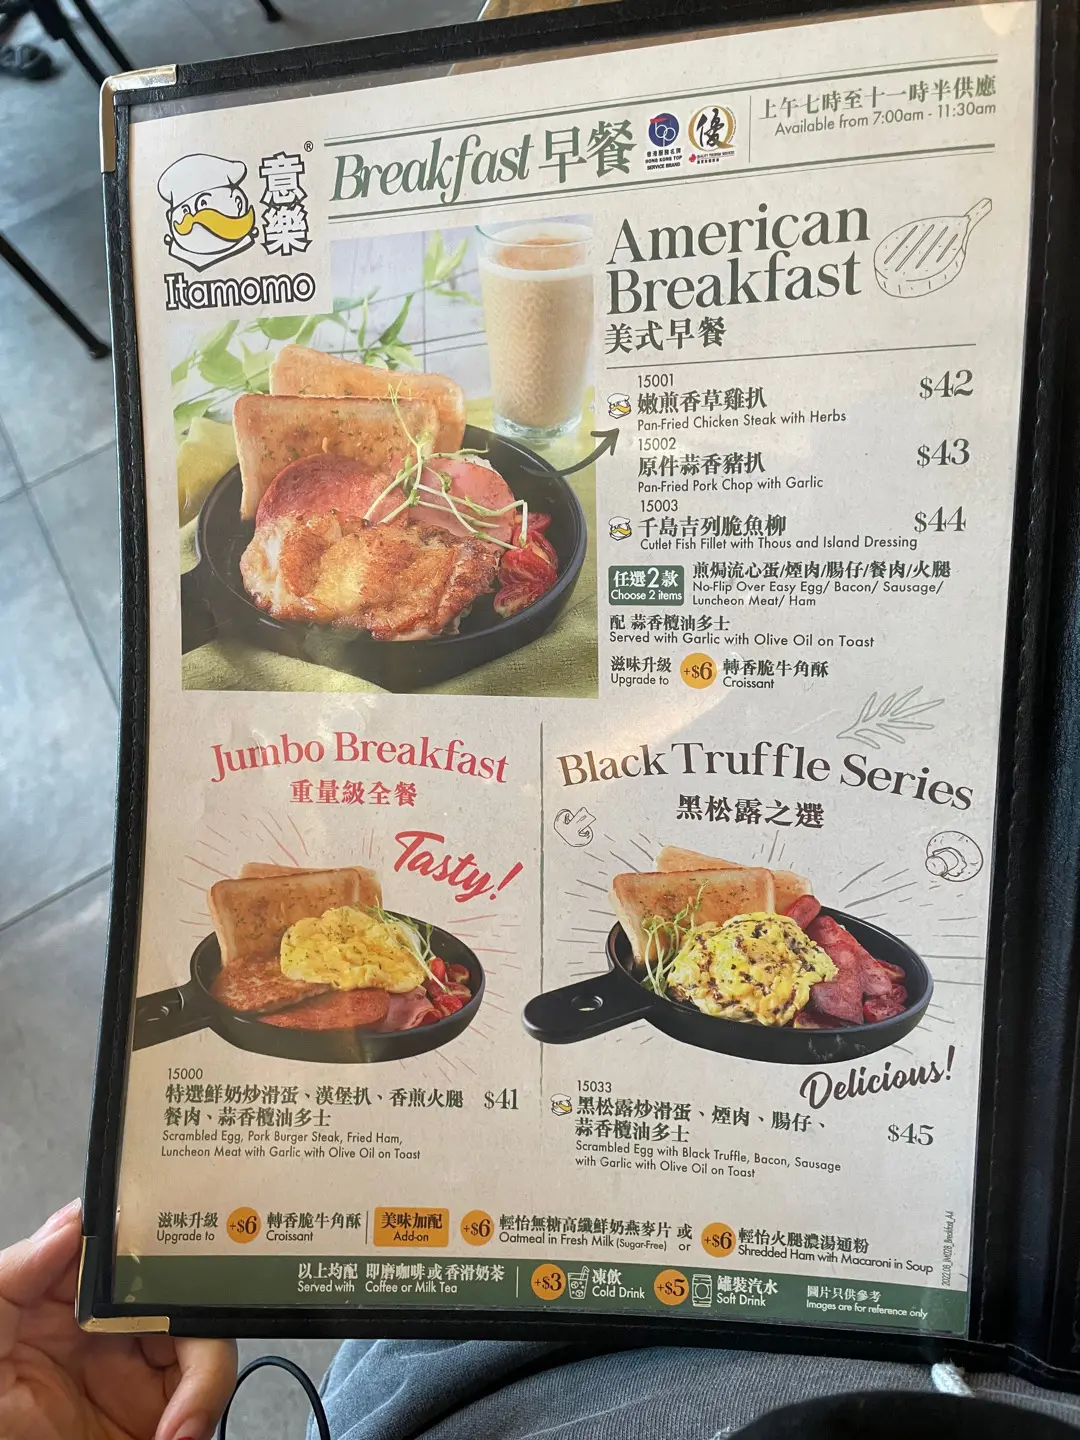 意樂
®
Itamomo
Breakfast 早餐
香港服務名牌
HONG KONG TOP
SERVICE BRAND
優
上午七時至十一時半供應
Available from 7:00am - 11:30am
American
Breakfast
美式早餐
15001
嫩煎香草雞扒 $42
Pan-Fried Chicken Steak with Herbs
15002
原件蒜香豬扒 $43
Pan-Fried Pork Chop with Garlic
15003
千島吉列脆魚柳 $44
Cutlet Fish Fillet with Thous and Island Dressing
任選2款 煎焗流心蛋/煙肉/腸仔/餐肉/火腿
Choose 2 items No-Flip Over Easy Egg/ Bacon/ Sausage/
Luncheon Meat/ Ham
配 蒜香欖油多士
Served with Garlic with Olive Oil on Toast
滋味升級 +$6 轉香脆牛角酥
Upgrade to Croissant
Jumbo Breakfast
重量級全餐
Tasty!
15000
特選鮮奶炒滑蛋、漢堡扒、香煎火腿 $41
餐肉、蒜香欖油多士
Scrambled Egg, Pork Burger Steak, Fried Ham,
Luncheon Meat with Garlic with Olive Oil on Toast
Black Truffle Series
黑松露之選
Delicious!
15033
黑松露炒滑蛋、煙肉、腸仔、
蒜香欖油多士 $45
Scrambled Egg with Black Truffle, Bacon, Sausage
with Garlic with Olive Oil on Toast
滋味升級 +$6 轉香脆牛角酥 美味加配 +$6 輕怡無糖高纖鮮奶燕麥片 或 +$6 輕怡火腿濃湯通粉
Upgrade to Croissant Add-on Oatmeal in Fresh Milk (Sugar-Free) or Shredded Ham with Macaroni in Soup
以上均配 即磨咖啡或香滑奶茶 +$3 凍飲 +$5 罐裝汽水 圖片只供參考
Served with Coffee or Milk Tea Cold Drink Soft Drink Images are for reference only